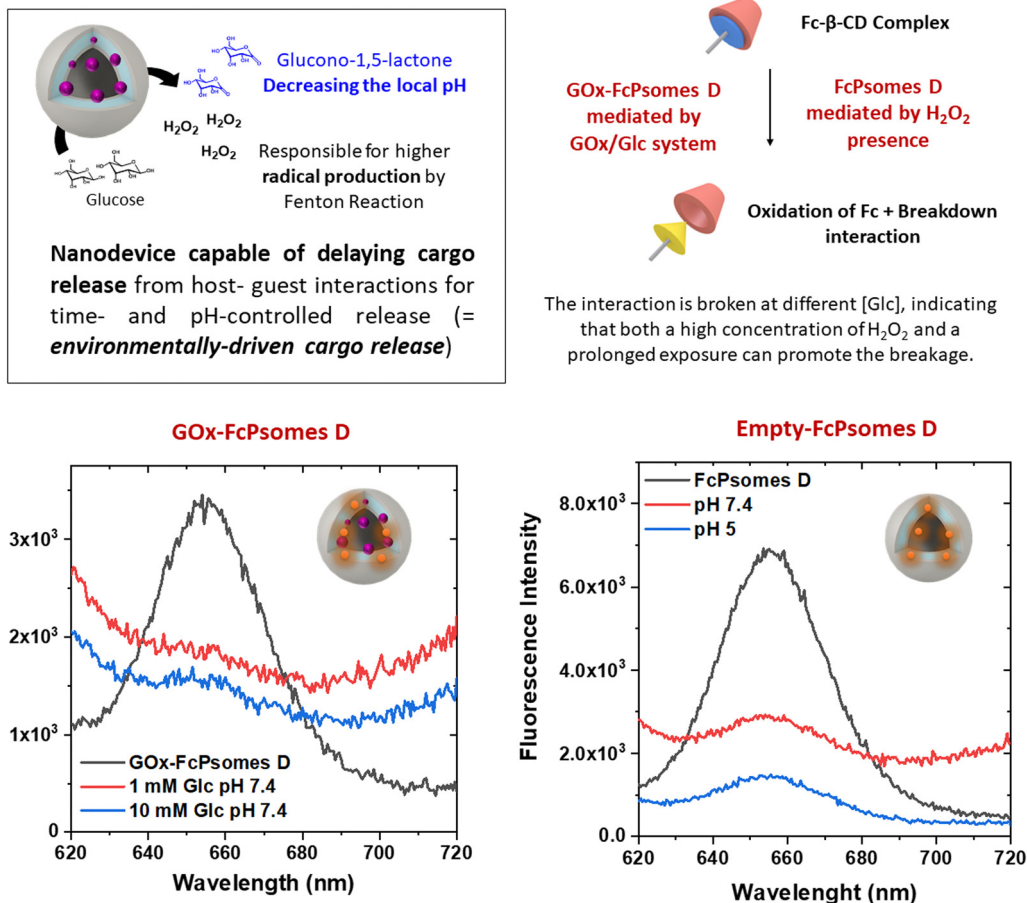 Glucono-1,5-lactone
Decreasing the local pH
H₂O₂
H₂O₂
H₂O₂
Responsible for higher
radical production by
Fenton Reaction
Glucose
Nanodevice capable of delaying cargo
release from host- guest interactions for
time- and pH-controlled release (=
environmentally-driven cargo release)
Fc-β-CD Complex
GOx-FcPsomes D
mediated by
GOx/Glc system
FcPsomes D
mediated by H₂O₂
presence
Oxidation of Fc + Breakdown
interaction
The interaction is broken at different [Glc], indicating
that both a high concentration of H₂O₂ and a
prolonged exposure can promote the breakage.
GOx-FcPsomes D
3x10³
2x10³
1x10³
0
GOx-FcPsomes D
1 mM Glc pH 7.4
10 mM Glc pH 7.4
620 640 660 680 700 720
Wavelength (nm)
Empty-FcPsomes D
Fluorescence Intensity
8.0x10³
6.0x10³
4.0x10³
2.0x10³
0.0
FcPsomes D
pH 7.4
pH 5
620 640 660 680 700 720
Wavelenght (nm)